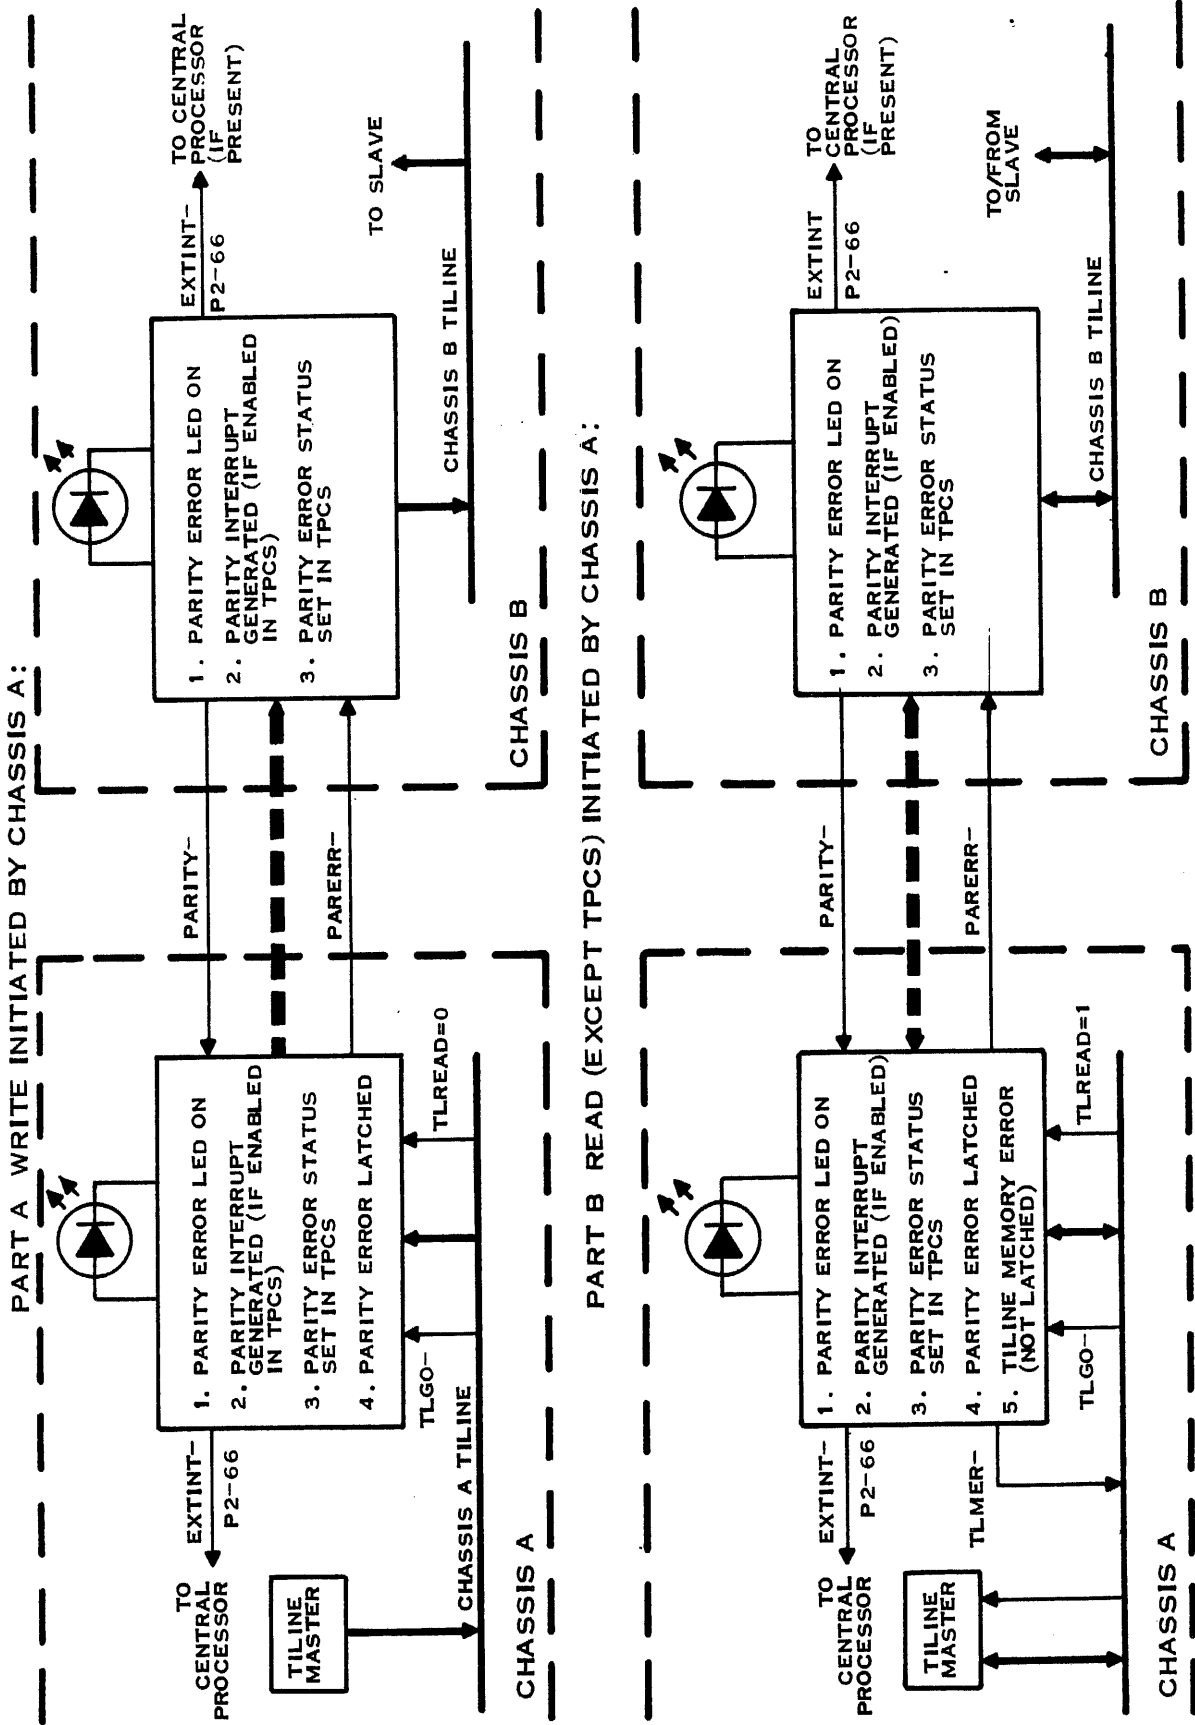 PART A WRITE INITIATED BY CHASSIS A:
TO
CENTRAL
PROCESSOR
EXTINT-
P2-66
1. PARITY ERROR LED ON
2. PARITY INTERRUPT
GENERATED (IF ENABLED
IN TPCS)
3. PARITY ERROR STATUS
SET IN TPCS
4. PARITY ERROR LATCHED
TILINE
MASTER
TLGO-
TLREAD=0
CHASSIS A TILINE
CHASSIS A
PARITY-
PARERR-
1. PARITY ERROR LED ON
2. PARITY INTERRUPT
GENERATED (IF ENABLED
IN TPCS)
3. PARITY ERROR STATUS
SET IN TPCS
EXTINT-
P2-66
TO CENTRAL
PROCESSOR
(IF
PRESENT)
TO SLAVE
CHASSIS B TILINE
CHASSIS B
PART B READ (EXCEPT TPCS) INITIATED BY CHASSIS A:
TO
CENTRAL
PROCESSOR
EXTINT-
P2-66
1. PARITY ERROR LED ON
2. PARITY INTERRUPT
GENERATED (IF ENABLED)
3. PARITY ERROR STATUS
SET IN TPCS
4. PARITY ERROR LATCHED
5. TILINE MEMORY ERROR
(NOT LATCHED)
TILINE
MASTER
TLMER-
TLGO-
TLREAD=1
CHASSIS A
PARITY-
PARERR-
1. PARITY ERROR LED ON
2. PARITY INTERRUPT
GENERATED (IF ENABLED)
3. PARITY ERROR STATUS
SET IN TPCS
EXTINT
P2-66
TO
CENTRAL
PROCESSOR
(IF
PRESENT)
TO/FROM
SLAVE
CHASSIS B TILINE
CHASSIS B